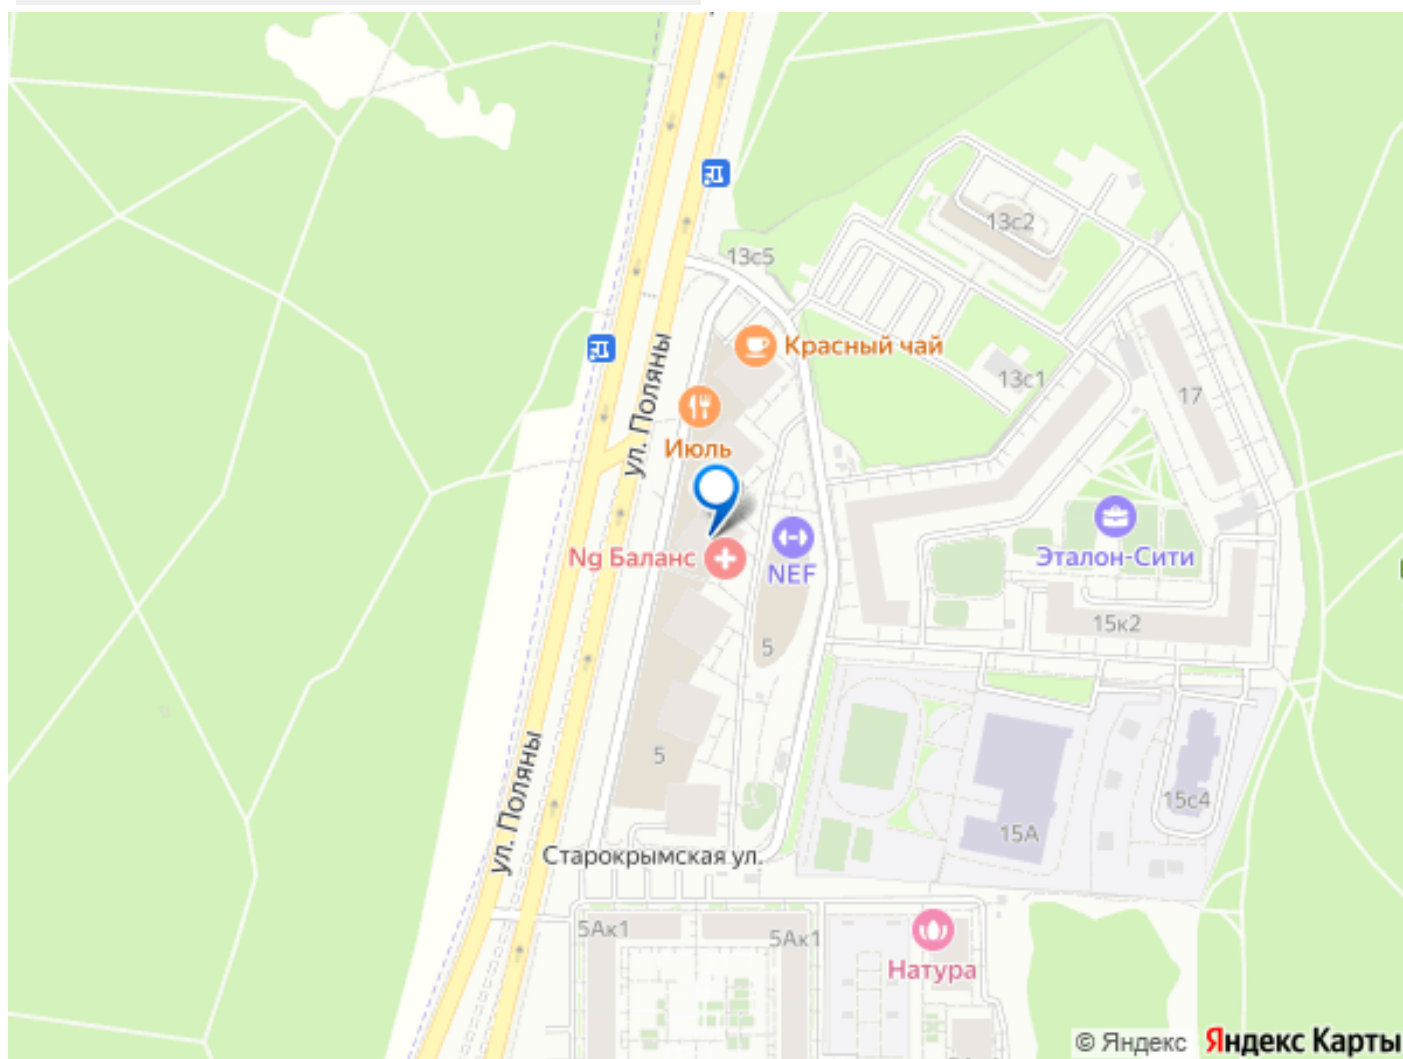 13с2
13с5
Красный чай
ул. Поляны
13с1
17
Июль
Ng Баланс
NEF
Эталон-Сити
15к2
5
5
ул. Поляны
15с4
15А
Старокрымская ул.
5Ак1
5Ак1
Натура
© Яндекс Яндекс Карты